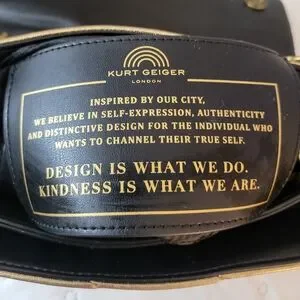 KURT GEIGER
LONDON
INSPIRED BY OUR CITY,
WE BELIEVE IN SELF-EXPRESSION, AUTHENTICITY
AND DISTINCTIVE DESIGN FOR THE INDIVIDUAL WHO
WANTS TO CHANNEL THEIR TRUE SELF.
DESIGN IS WHAT WE DO.
KINDNESS IS WHAT WE ARE.